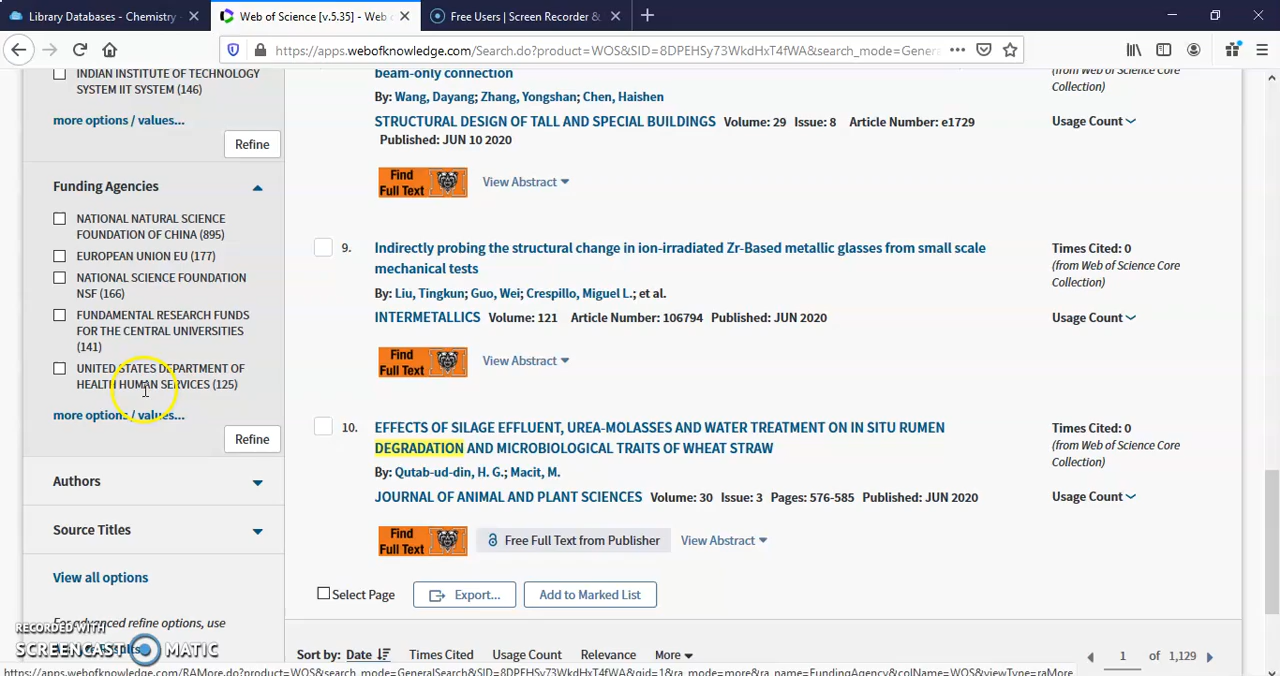 Library Databases - Chemistry
Web of Science [v.5.35] - Web
Free Users | Screen Recorder &
https://apps.webofknowledge.com/Search.do?product=WOS&SID=8DPEHSy73WkdHxT4fWA&search_mode=Gener
INDIAN INSTITUTE OF TECHNOLOGY
SYSTEM IIT SYSTEM (146)
more options / values...
Refine
Funding Agencies
NATIONAL NATURAL SCIENCE
FOUNDATION OF CHINA (895)
EUROPEAN UNION EU (177)
NATIONAL SCIENCE FOUNDATION
NSF (166)
FUNDAMENTAL RESEARCH FUNDS
FOR THE CENTRAL UNIVERSITIES
(141)
UNITED STATES DEPARTMENT OF
HEALTH HUMAN SERVICES (125)
more options / values...
Refine
Authors
Source Titles
View all options
For advanced refine options, use
RECORDED WITH
SCREENCAST MATIC
beam-only connection
By: Wang, Dayang; Zhang, Yongshan; Chen, Haishen
STRUCTURAL DESIGN OF TALL AND SPECIAL BUILDINGS Volume: 29 Issue: 8 Article Number: e1729
Published: JUN 10 2020
Find
Full Text
View Abstract
(from Web of Science Core
Collection)
Usage Count
9. Indirectly probing the structural change in ion-irradiated Zr-Based metallic glasses from small scale
mechanical tests
By: Liu, Tingkun; Guo, Wei; Crespillo, Miguel L.; et al.
INTERMETALLICS Volume: 121 Article Number: 106794 Published: JUN 2020
Find
Full Text
View Abstract
Times Cited: 0
(from Web of Science Core
Collection)
Usage Count
10. EFFECTS OF SILAGE EFFLUENT, UREA-MOLASSES AND WATER TREATMENT ON IN SITU RUMEN
DEGRADATION AND MICROBIOLOGICAL TRAITS OF WHEAT STRAW
By: Qutab-ud-din, H. G.; Macit, M.
JOURNAL OF ANIMAL AND PLANT SCIENCES Volume: 30 Issue: 3 Pages: 576-585 Published: JUN 2020
Find
Full Text
Free Full Text from Publisher
View Abstract
Times Cited: 0
(from Web of Science Core
Collection)
Usage Count
Select Page
Export...
Add to Marked List
Sort by: Date Times Cited Usage Count Relevance More
1 of 1,129